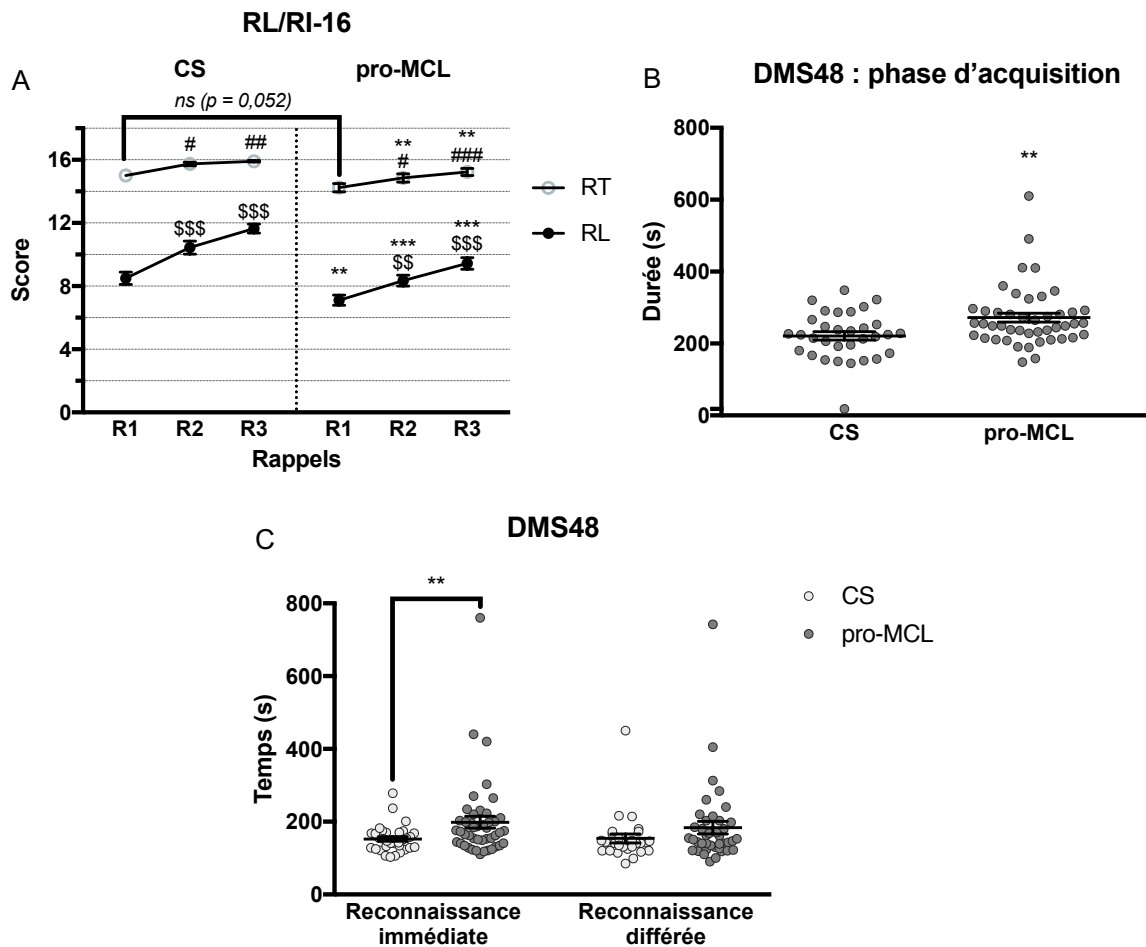 RL/RI-16
A
CS
pro-MCL
ns (p = 0,052)
16
12
8
4
0
Score
#
##
**
#
**
###
$$$
$$$
**
***
$$
***
$$$
R1
R2
R3
R1
R2
R3
Rappels
RT
RL
B
DMS48 : phase d’acquisition
800
600
400
200
0
Durée (s)
**
CS
pro-MCL
C
DMS48
**
800
600
400
200
0
Temps (s)
CS
pro-MCL
Reconnaissance
immédiate
Reconnaissance
différée